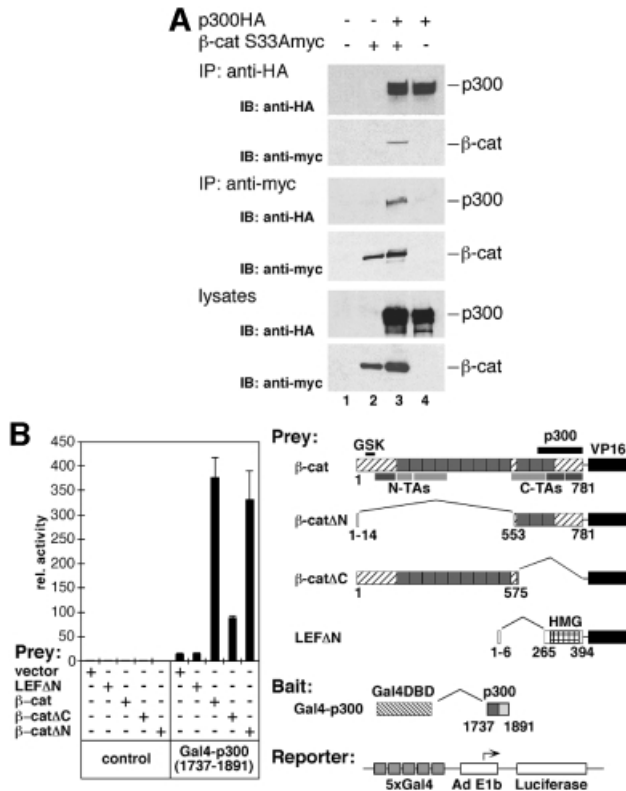 A
p300HA - - + +
β-cat S33Amyc - + + -
IP: anti-HA
IB: anti-HA
p300
IB: anti-myc
β-cat
IP: anti-myc
IB: anti-HA
p300
IB: anti-myc
β-cat
lysates
IB: anti-HA
p300
IB: anti-myc
β-cat
1 2 3 4
B
rel. activity
450
400
350
300
250
200
150
100
50
0
Prey:
vector + - - - - + - - - -
LEFΔN - + - - - - + - - -
β-cat - - + - - - - + - -
β-catΔC - - - + - - - - + -
β-catΔN - - - - + - - - - +
control
Gal4-p300
(1737-1891)
Prey:
p300
GSK
VP16
β-cat
1 N-TAs C-TAs 781
β-catΔN
1-14 553 781
β-catΔC
1 575
LEFΔN
HMG
1-6 265 394
Bait:
Gal4DBD p300
Gal4-p300
1737 1891
Reporter:
5xGal4 Ad E1b Luciferase